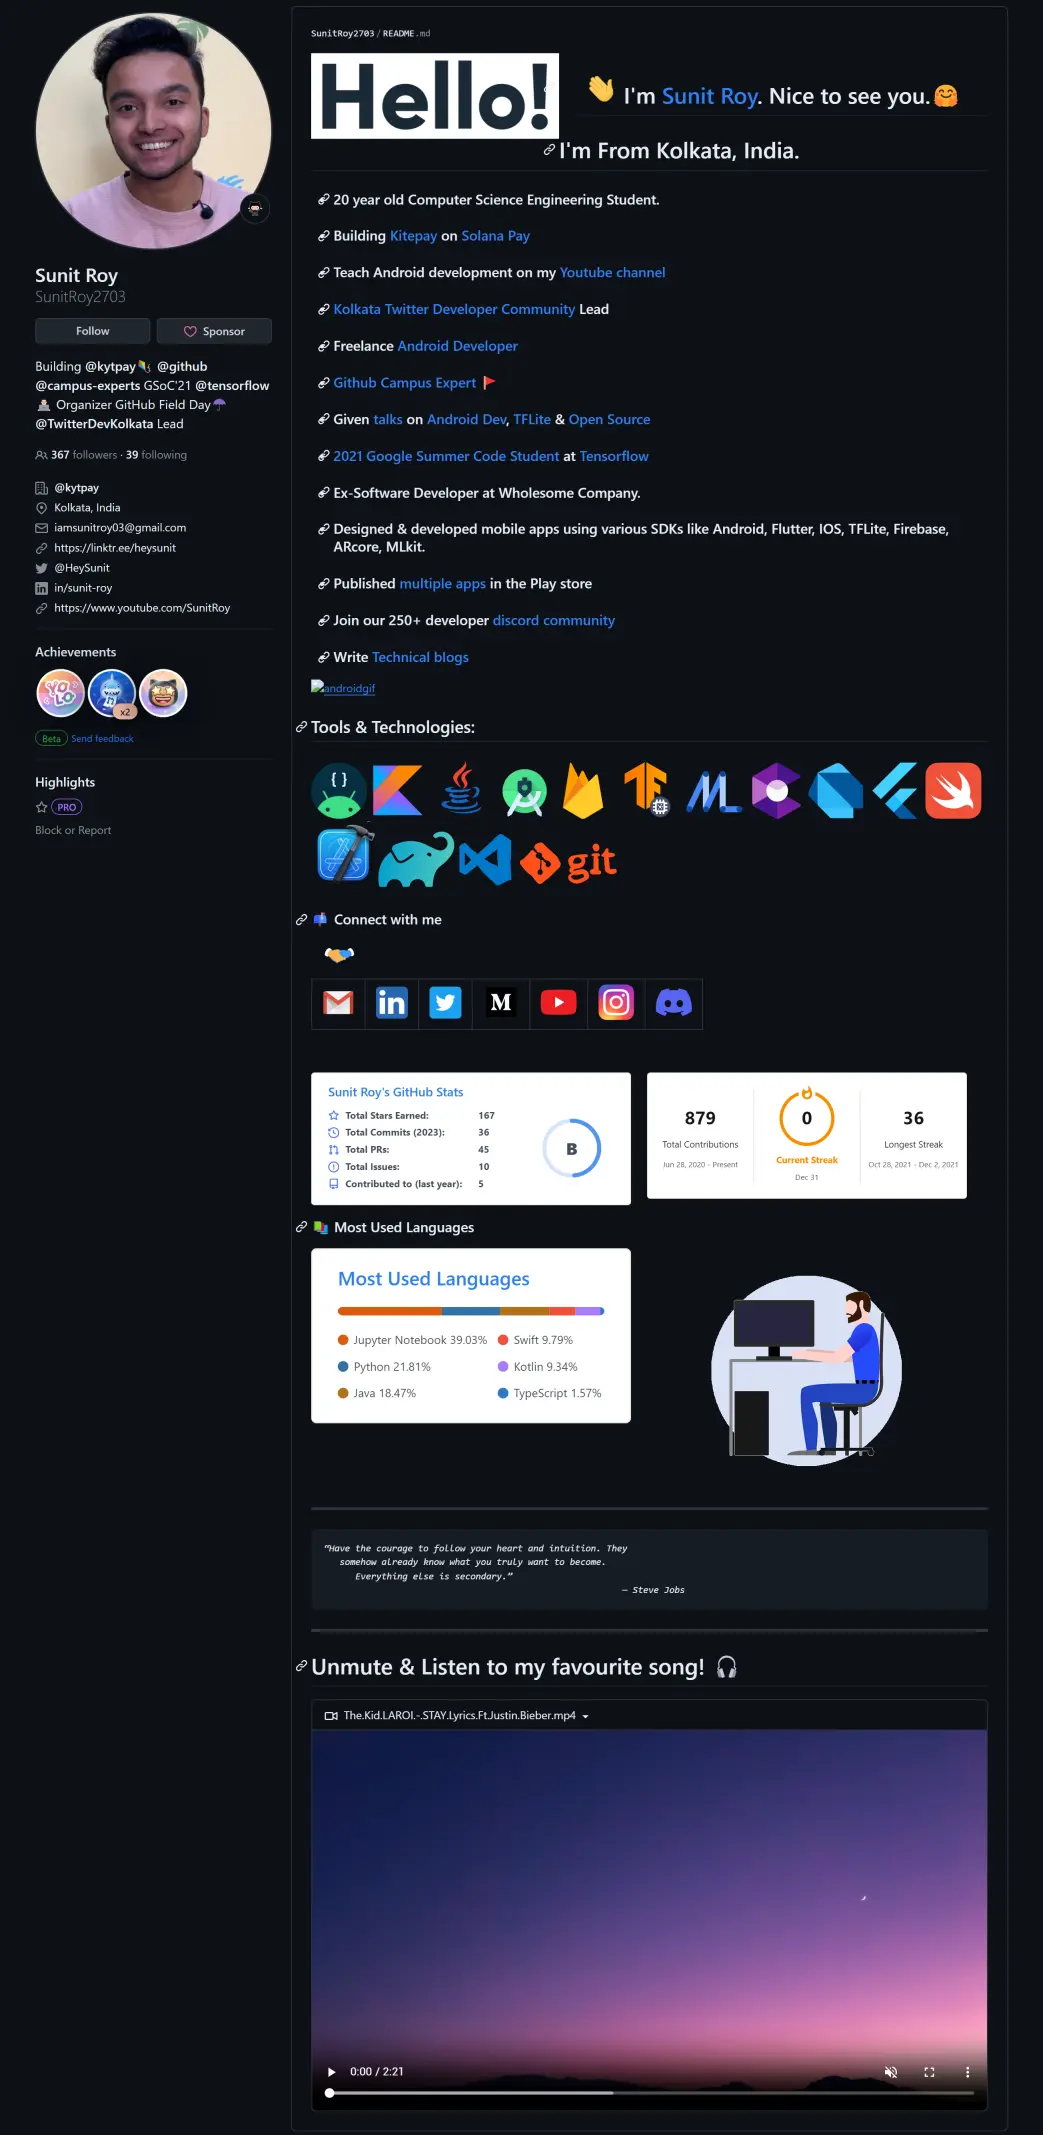 Sunit Roy
SunitRoy2703
Follow
Sponsor
Building @kytpay @github
@campus-experts GSoC'21 @tensorflow
Organizer GitHub Field Day
@TwitterDevKolkata Lead
367 followers · 39 following
@kytpay
Kolkata, India
iamsunitroy03@gmail.com
https://linktr.ee/heysunit
@HeySunit
in/sunit-roy
https://www.youtube.com/SunitRoy
Achievements
YOLO
x2
Beta Send feedback
Highlights
PRO
Block or Report
SunitRoy2703 / README.md
Hello!
I'm Sunit Roy. Nice to see you.
I'm From Kolkata, India.
20 year old Computer Science Engineering Student.
Building Kitepay on Solana Pay
Teach Android development on my Youtube channel
Kolkata Twitter Developer Community Lead
Freelance Android Developer
Github Campus Expert
Given talks on Android Dev, TFLite & Open Source
2021 Google Summer Code Student at Tensorflow
Ex-Software Developer at Wholesome Company.
Designed & developed mobile apps using various SDKs like Android, Flutter, IOS, TFLite, Firebase,
ARcore, MLkit.
Published multiple apps in the Play store
Join our 250+ developer discord community
Write Technical blogs
androidgif
Tools & Technologies:
git
Connect with me
M
in
Sunit Roy's GitHub Stats
Total Stars Earned: 167
Total Commits (2023): 36
Total PRs: 45
Total Issues: 10
Contributed to (last year): 5
B
879
Total Contributions
Jun 28, 2020 - Present
0
Current Streak
Dec 31
36
Longest Streak
Oct 28, 2021 - Dec 2, 2021
Most Used Languages
Most Used Languages
Jupyter Notebook 39.03%
Swift 9.79%
Python 21.81%
Kotlin 9.34%
Java 18.47%
TypeScript 1.57%
"Have the courage to follow your heart and intuition. They
somehow already know what you truly want to become.
Everything else is secondary."
— Steve Jobs
Unmute & Listen to my favourite song!
The.Kid.LAROI.-.STAY.Lyrics.Ft.Justin.Bieber.mp4
0:00 / 2:21